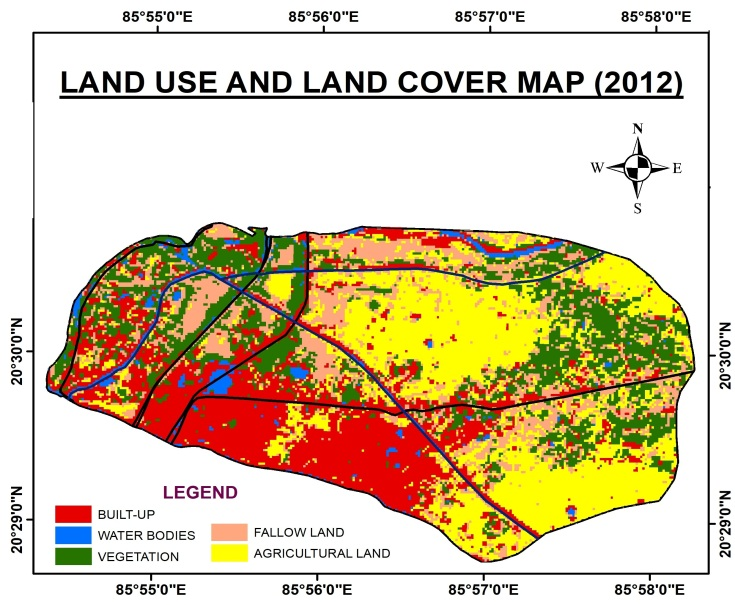 85°55'0"E 85°56'0"E 85°57'0"E 85°58'0"E
LAND USE AND LAND COVER MAP (2012)
N
W E
S
20°30'0"N 20°30'0"N
20°29'0"N 20°29'0"N
LEGEND
BUILT-UP
WATER BODIES
VEGETATION
FALLOW LAND
AGRICULTURAL LAND
85°55'0"E 85°56'0"E 85°57'0"E 85°58'0"E